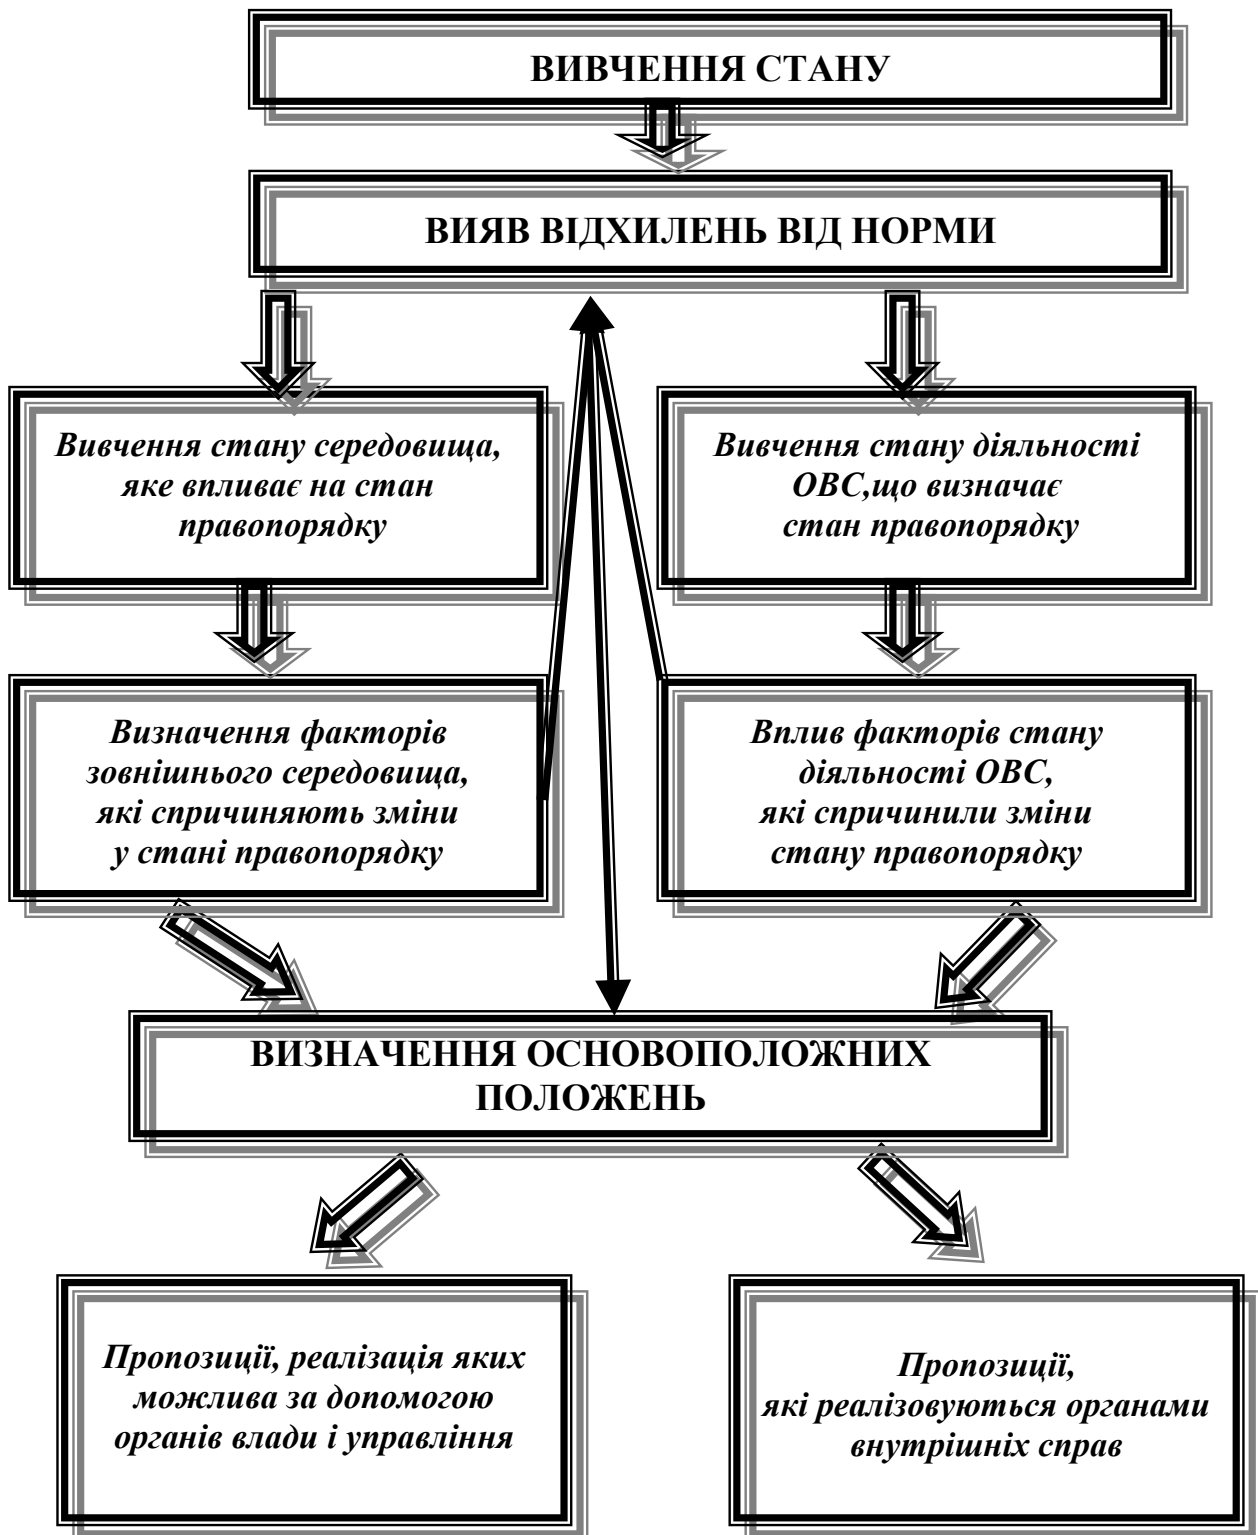 ВИВЧЕННЯ СТАНУ
ВИЯВ ВІДХИЛЕНЬ ВІД НОРМИ
Вивчення стану середовища,
яке впливає на стан
правопорядку
Вивчення стану діяльності
ОВС,що визначає
стан правопорядку
Визначення факторів
зовнішнього середовища,
які спричиняють зміни
у стані правопорядку
Вплив факторів стану
діяльності ОВС,
які спричинили зміни
стану правопорядку
ВИЗНАЧЕННЯ ОСНОВОПОЛОЖНИХ
ПОЛОЖЕНЬ
Пропозиції, реалізація яких
можлива за допомогою
органів влади і управління
Пропозиції,
які реалізовуються органами
внутрішніх справ